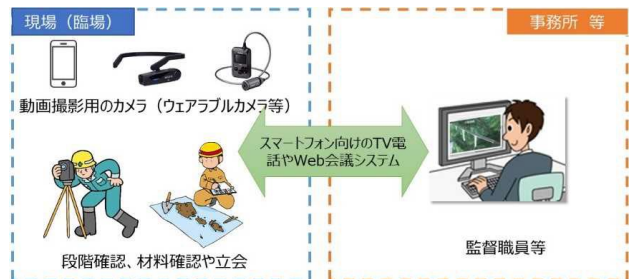 現場（臨場）
事務所 等
動画撮影用のカメラ（ウェアラブルカメラ等）
スマートフォン向けのTV電
話やWeb会議システム
段階確認、材料確認や立会
監督職員等